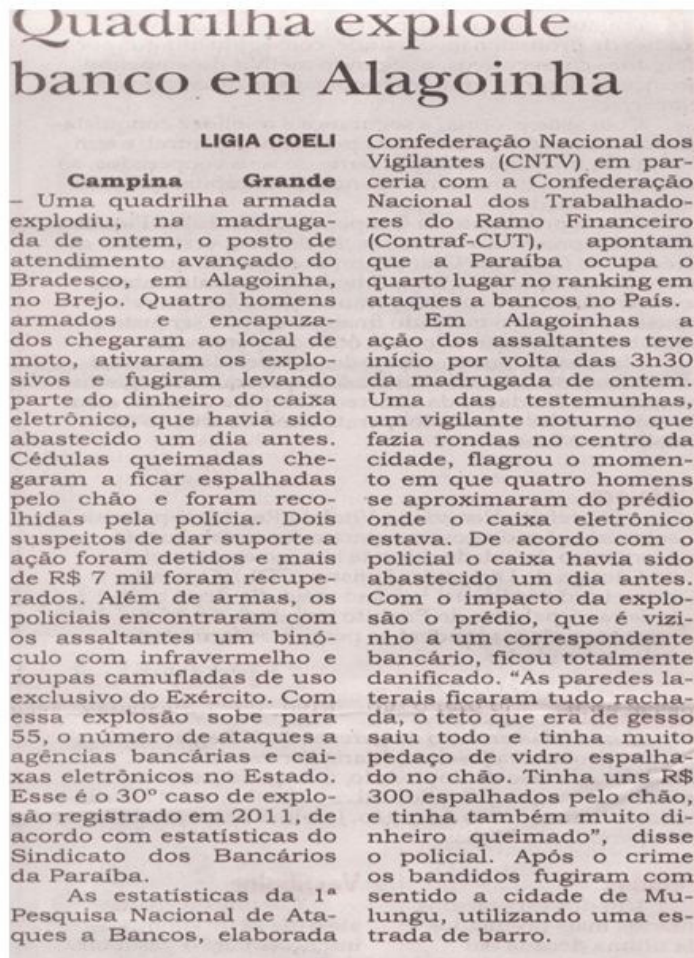 Quadrilha explode
banco em Alagoinha
LIGIA COELI
Campina Grande
– Uma quadrilha armada
explodiu, na madruga-
da de ontem, o posto de
atendimento avançado do
Bradesco, em Alagoinha,
no Brejo. Quatro homens
armados e encapuza-
dos chegaram ao local de
moto, ativaram os explo-
sivos e fugiram levando
parte do dinheiro do caixa
eletrônico, que havia sido
abastecido um dia antes.
Cédulas queimadas che-
garam a ficar espalhadas
pelo chão e foram reco-
lhidas pela polícia. Dois
suspeitos de dar suporte a
ação foram detidos e mais
de R$ 7 mil foram recupe-
rados. Além de armas, os
policiais encontraram com
os assaltantes um binó-
culo com infravermelho e
roupas camufladas de uso
exclusivo do Exército. Com
essa explosão sobe para
55, o número de ataques a
agências bancárias e cai-
xas eletrônicos no Estado.
Esse é o 30º caso de explo-
são registrado em 2011, de
acordo com estatísticas do
Sindicato dos Bancários
da Paraíba.
As estatísticas da 1ª
Pesquisa Nacional de Ata-
ques a Bancos, elaborada
Confederação Nacional dos
Vigilantes (CNTV) em par-
ceria com a Confederação
Nacional dos Trabalhado-
res do Ramo Financeiro
(Contraf-CUT), apontam
que a Paraíba ocupa o
quarto lugar no ranking em
ataques a bancos no País.
Em Alagoinhas a
ação dos assaltantes teve
início por volta das 3h30
da madrugada de ontem.
Uma das testemunhas,
um vigilante noturno que
fazia rondas no centro da
cidade, flagrou o momen-
to em que quatro homens
se aproximaram do prédio
onde o caixa eletrônico
estava. De acordo com o
policial o caixa havia sido
abastecido um dia antes.
Com o impacto da explo-
são o prédio, que é vizi-
nho a um correspondente
bancário, ficou totalmente
danificado. “As paredes la-
terais ficaram tudo racha-
da, o teto que era de gesso
saiu todo e tinha muito
pedaço de vidro espalha-
do no chão. Tinha uns R$
300 espalhados pelo chão,
e tinha também muito di-
nheiro queimado”, disse
o policial. Após o crime
os bandidos fugiram com
sentido a cidade de Mu-
lungu, utilizando uma es-
trada de barro.